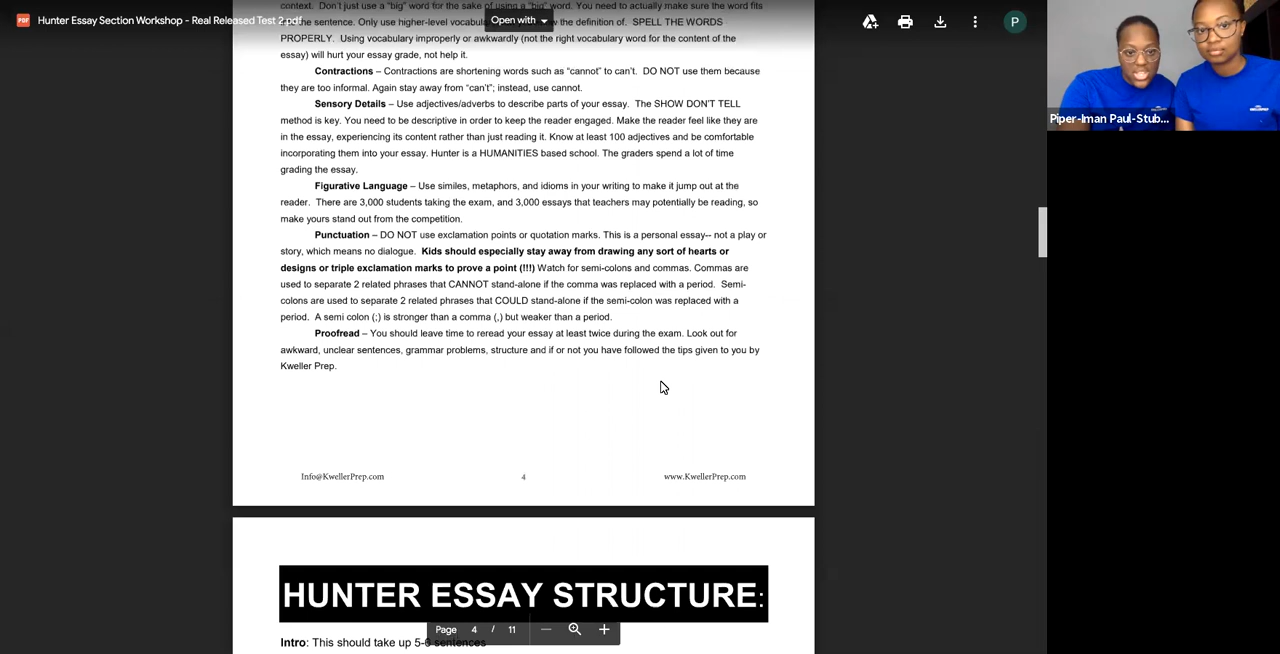 Hunter Essay Section Workshop - Real Released Test 2.pdf
Open with
P
context. Don't just use a "big" word for the sake of using a "big" word. You need to actually make sure the word fits
the sentence. Only use higher-level vocabula the definition of. SPELL THE WORDS
PROPERLY. Using vocabulary improperly or awkwardly (not the right vocabulary word for the content of the
essay) will hurt your essay grade, not help it.
Contractions – Contractions are shortening words such as "cannot" to can't. DO NOT use them because
they are too informal. Again stay away from "can't"; instead, use cannot.
Sensory Details – Use adjectives/adverbs to describe parts of your essay. The SHOW DON'T TELL
method is key. You need to be descriptive in order to keep the reader engaged. Make the reader feel like they are
in the essay, experiencing its content rather than just reading it. Know at least 100 adjectives and be comfortable
incorporating them into your essay. Hunter is a HUMANITIES based school. The graders spend a lot of time
grading the essay.
Figurative Language – Use similes, metaphors, and idioms in your writing to make it jump out at the
reader. There are 3,000 students taking the exam, and 3,000 essays that teachers may potentially be reading, so
make yours stand out from the competition.
Punctuation – DO NOT use exclamation points or quotation marks. This is a personal essay-- not a play or
story, which means no dialogue. Kids should especially stay away from drawing any sort of hearts or
designs or triple exclamation marks to prove a point (!!!) Watch for semi-colons and commas. Commas are
used to separate 2 related phrases that CANNOT stand-alone if the comma was replaced with a period. Semi-
colons are used to separate 2 related phrases that COULD stand-alone if the semi-colon was replaced with a
period. A semi colon (;) is stronger than a comma (,) but weaker than a period.
Proofread – You should leave time to reread your essay at least twice during the exam. Look out for
awkward, unclear sentences, grammar problems, structure and if or not you have followed the tips given to you by
Kweller Prep.
Info@KwellerPrep.com 4 www.KwellerPrep.com
HUNTER ESSAY STRUCTURE:
Intro: This should take up 5-6 sentences
Page 4 / 11
Piper-Iman Paul-Stub...